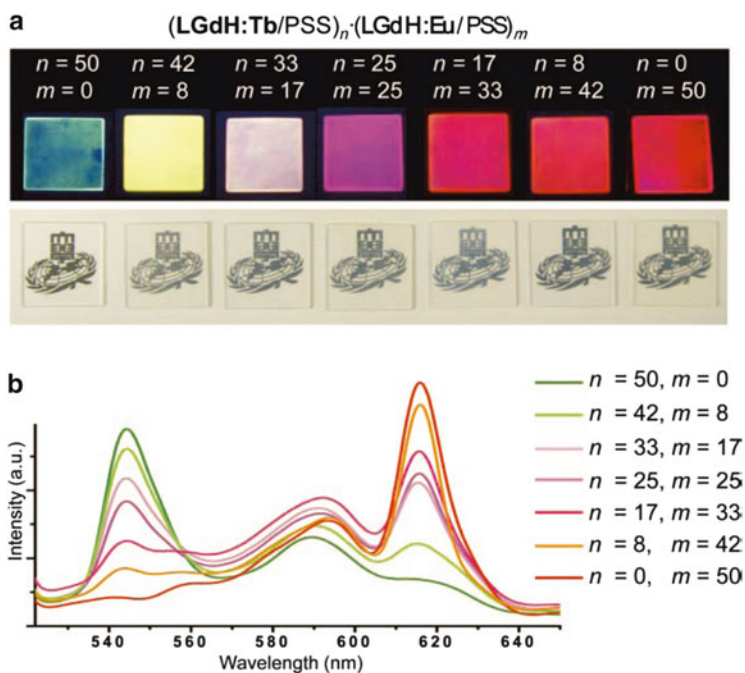 a
(LGdH:Tb/PSS)n·(LGdH:Eu/PSS)m
n = 50 n = 42 n = 33 n = 25 n = 17 n = 8 n = 0
m = 0 m = 8 m = 17 m = 25 m = 33 m = 42 m = 50
b
n = 50, m = 0
n = 42, m = 8
n = 33, m = 17
n = 25, m = 25
n = 17, m = 33
n = 8, m = 42
n = 0, m = 50
Intensity (a.u.)
540 560 580 600 620 640
Wavelength (nm)